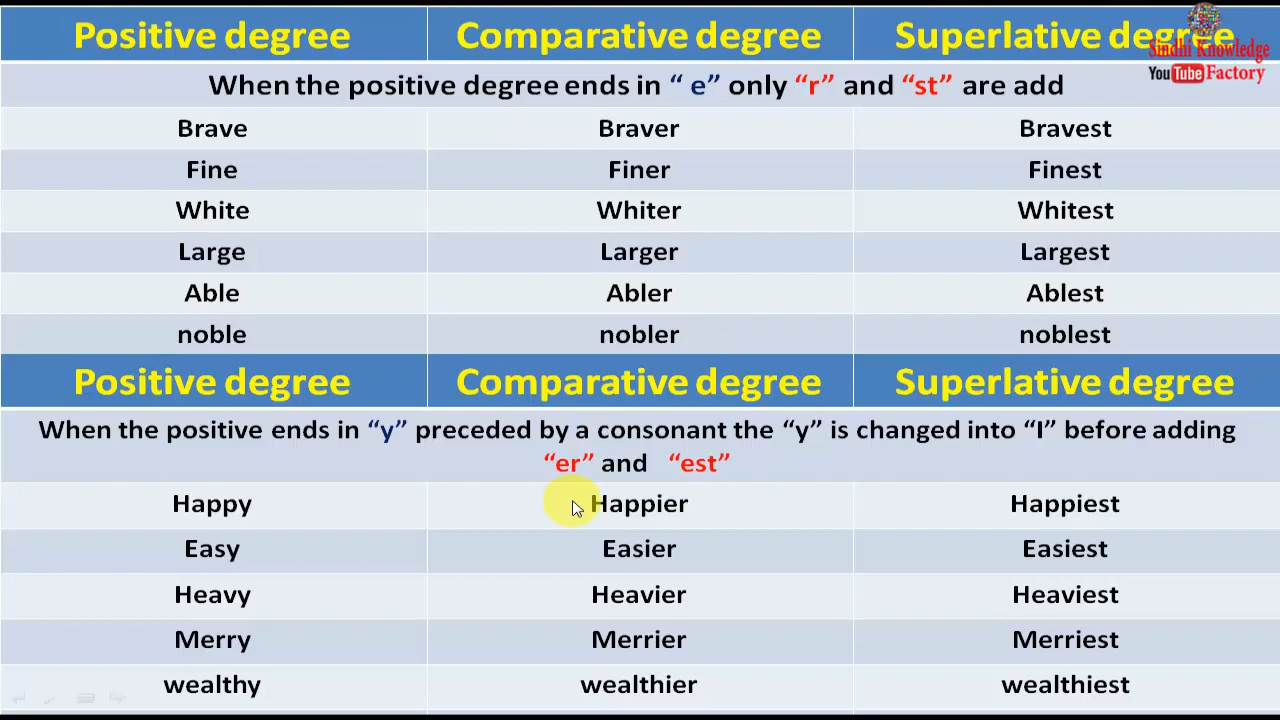 Positive degree Comparative degree Superlative degree
Sindhi Knowledge
YouTube Factory
When the positive degree ends in “ e” only “r” and “st” are add
Brave Braver Bravest
Fine Finer Finest
White Whiter Whitest
Large Larger Largest
Able Abler Ablest
noble nobler noblest
Positive degree Comparative degree Superlative degree
When the positive ends in “y” preceded by a consonant the “y” is changed into “I” before adding
“er” and “est”
Happy Happier Happiest
Easy Easier Easiest
Heavy Heavier Heaviest
Merry Merrier Merriest
wealthy wealthier wealthiest